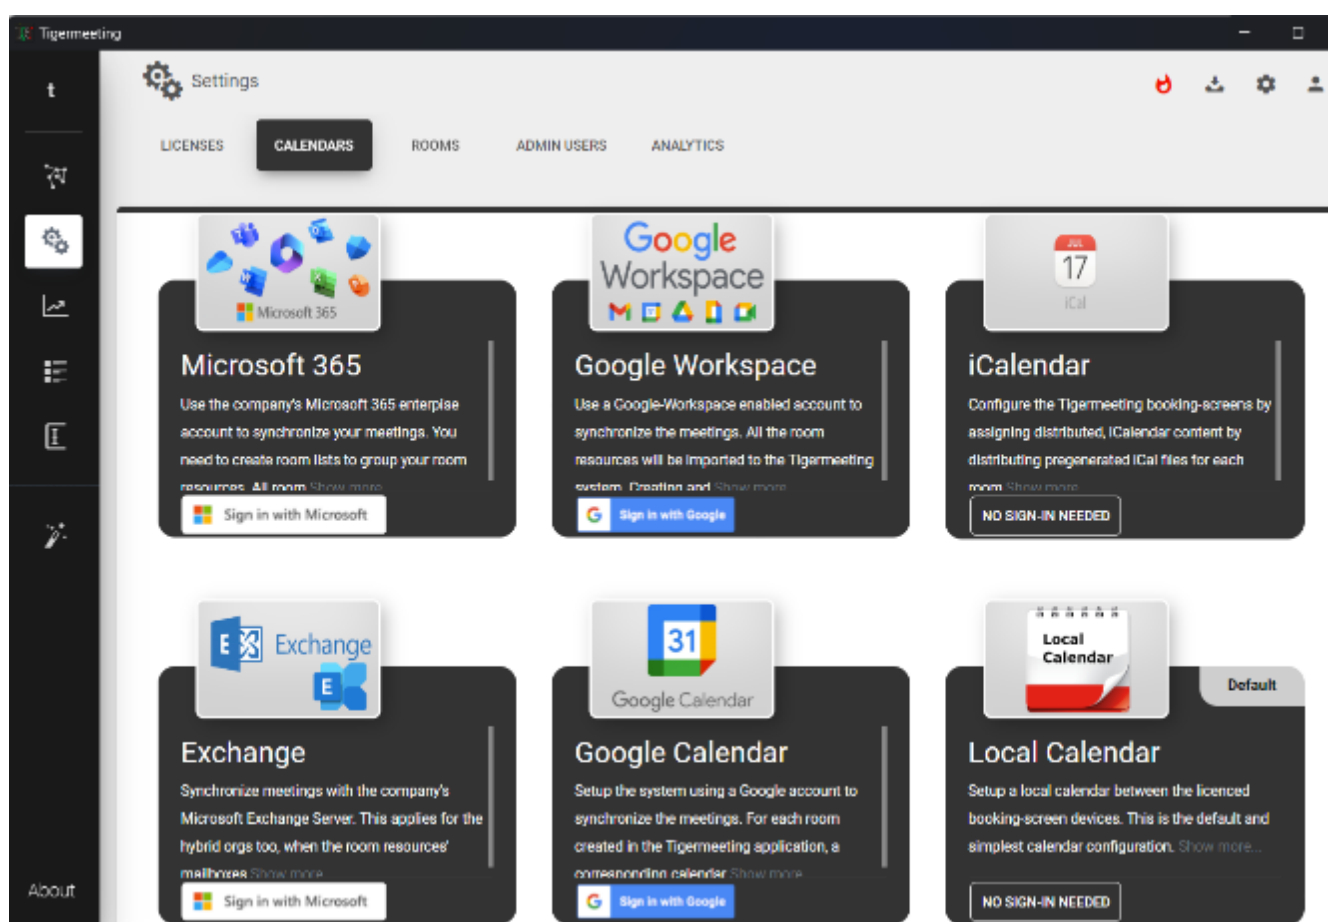 Tigermeeting
t
Settings
LICENSES
CALENDARS
ROOMS
ADMIN USERS
ANALYTICS
Microsoft 365
Microsoft 365
Use the company's Microsoft 365 enterpise
account to synchronize your meetings. You
need to create room lists to group your room
resources. All room Show more
Sign in with Microsoft
Google
Workspace
Google Workspace
Use a Google-Workspace enabled account to
synchronize the meetings. All the room
resources will be imported to the Tigermeeting
system. Creating and Show more
G
Sign in with Google
JUL
17
iCal
iCalendar
Configure the Tigermeeting booking-screens by
assigning distributed, iCalendar content by
distributing pregenerated iCal files for each
room Show more
NO SIGN-IN NEEDED
E
Exchange
E
Exchange
Synchronize meetings with the company's
Microsoft Exchange Server. This applies for the
hybrid orgs too, when the room resources'
mailboxes Show more
Sign in with Microsoft
31
Google Calendar
Google Calendar
Setup the system using a Google account to
synchronize the meetings. For each room
created in the Tigermeeting application, a
corresponding calendar Show more
G
Sign in with Google
Local
Calendar
Default
Local Calendar
Setup a local calendar between the licenced
booking-screen devices. This is the default and
simplest calendar configuration. Show more...
NO SIGN-IN NEEDED
About